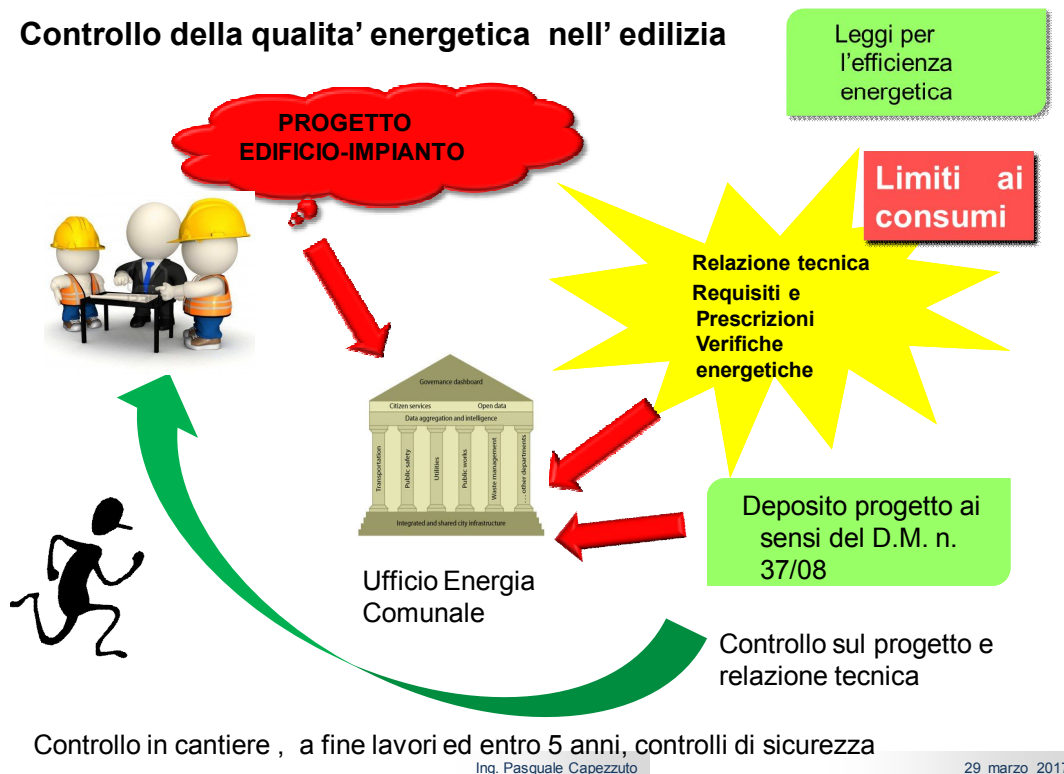 Controllo della qualita' energetica nell' edilizia
Leggi per
l'efficienza
energetica
PROGETTO
EDIFICIO-IMPIANTO
Limiti ai
consumi
Relazione tecnica
Requisiti e
Prescrizioni
Verifiche
energetiche
Governance dashboard
Citizen services Open data
Data aggregation and intelligence
Transportation
Public safety
Utilities
Public works
Waste management
. . . other departments
Integrated and shared city infrastructure
Deposito progetto ai
sensi del D.M. n.
37/08
Ufficio Energia
Comunale
Controllo sul progetto e
relazione tecnica
Controllo in cantiere , a fine lavori ed entro 5 anni, controlli di sicurezza
Ing. Pasquale Capezzuto
29 marzo 201